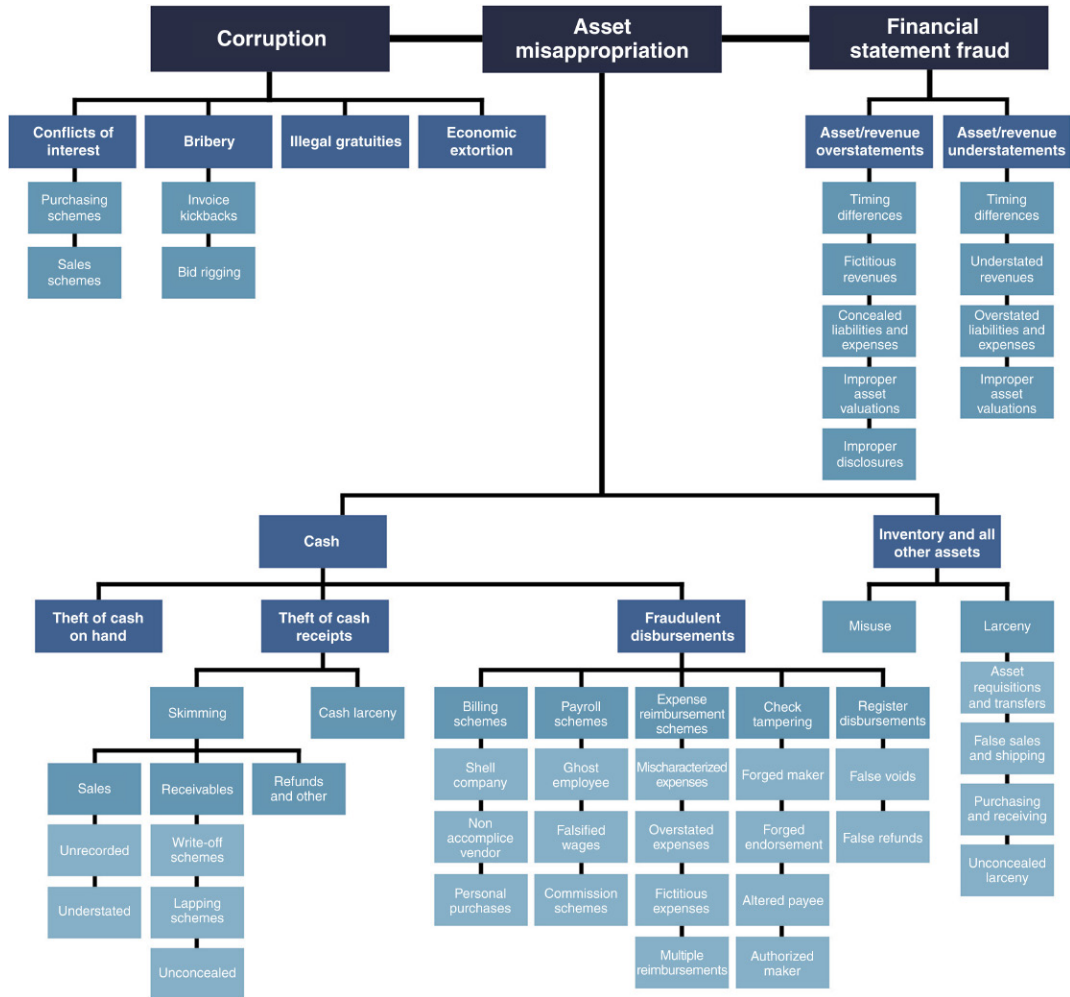 Corruption
Asset
misappropriation
Financial
statement fraud
Conflicts of
interest
Bribery
Illegal gratuities
Economic
extortion
Asset/revenue
overstatements
Asset/revenue
understatements
Purchasing
schemes
Invoice
kickbacks
Timing
differences
Timing
differences
Sales
schemes
Bid rigging
Fictitious
revenues
Understated
revenues
Concealed
liabilities and
expenses
Overstated
liabilities and
expenses
Improper
asset
valuations
Improper
asset
valuations
Improper
disclosures
Cash
Inventory and all
other assets
Theft of cash
on hand
Theft of cash
receipts
Fraudulent
disbursements
Misuse
Larceny
Skimming
Cash larceny
Billing
schemes
Payroll
schemes
Expense
reimbursement
schemes
Check
tampering
Register
disbursements
Asset
requisitions
and transfers
Sales
Receivables
Refunds
and other
Shell
company
Ghost
employee
Mischaracterized
expenses
Forged maker
False voids
False sales
and shipping
Unrecorded
Write-off
schemes
Non
accomplice
vendor
Falsified
wages
Overstated
expenses
Forged
endorsement
False refunds
Purchasing
and receiving
Understated
Lapping
schemes
Personal
purchases
Commission
schemes
Fictitious
expenses
Altered payee
Unconcealed
larceny
Unconcealed
Multiple
reimbursements
Authorized
maker